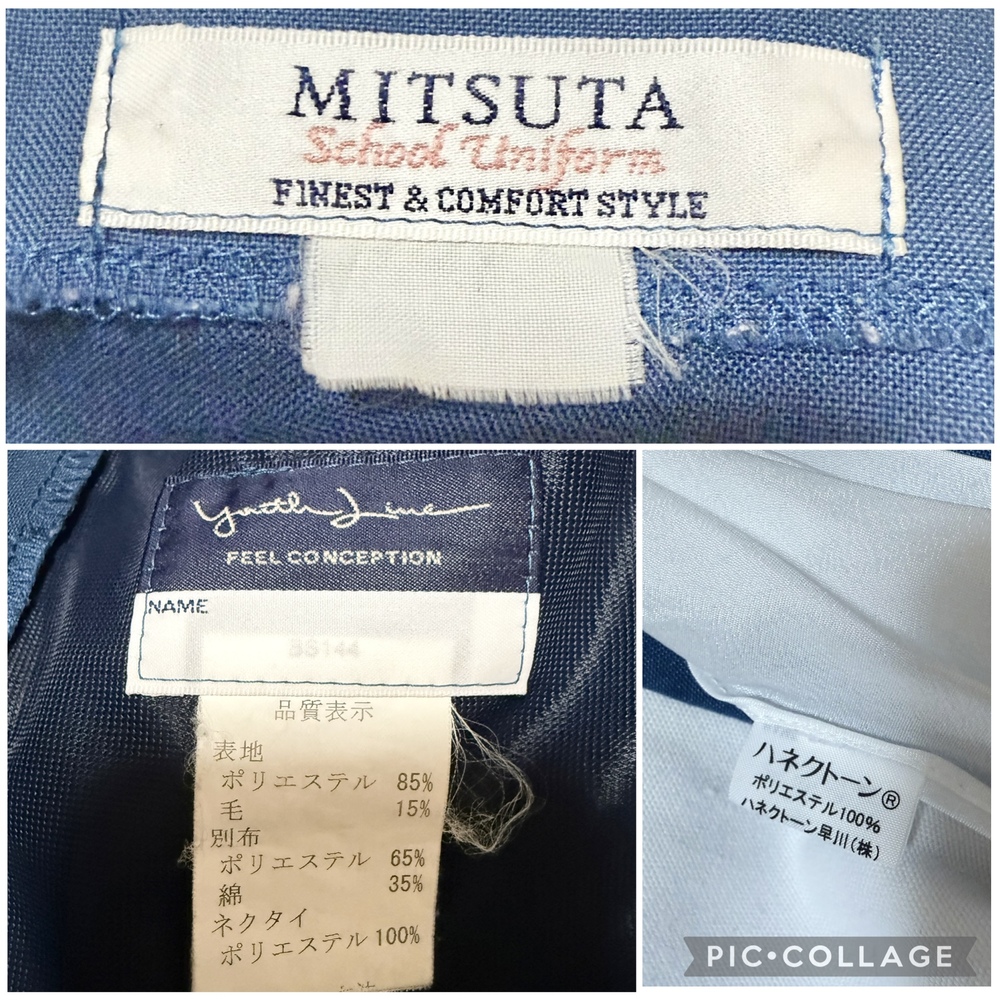 MITSUTA
School Uniform
FINEST & COMFORT STYLE
Youth Line
FEEL CONCEPTION
NAME
品質表示
表地
ポリエステル 85%
毛 15%
別布
ポリエステル 65%
綿 35%
ネクタイ
ポリエステル 100%
ハネクトーン®
ポリエステル100%
ハネクトーン早川(株)
PIC•COLLAGE